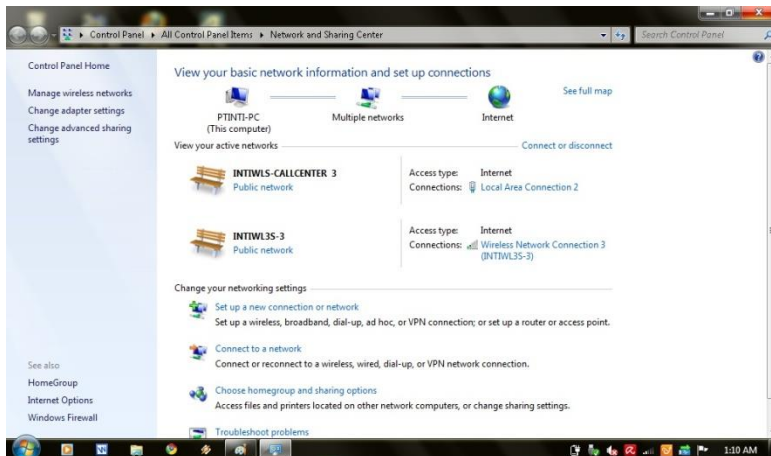 Control Panel ▸ All Control Panel Items ▸ Network and Sharing Center
Search Control Panel
Control Panel Home
Manage wireless networks
Change adapter settings
Change advanced sharing
settings
See also
HomeGroup
Internet Options
Windows Firewall
View your basic network information and set up connections
See full map
PTINTI-PC
(This computer)
Multiple networks
Internet
View your active networks
Connect or disconnect
INTIWLS-CALLCENTER 3
Public network
Access type: Internet
Connections: Local Area Connection 2
INTIWL3S-3
Public network
Access type: Internet
Connections: Wireless Network Connection 3
(INTIWL3S-3)
Change your networking settings
Set up a new connection or network
Set up a wireless, broadband, dial-up, ad hoc, or VPN connection; or set up a router or access point.
Connect to a network
Connect or reconnect to a wireless, wired, dial-up, or VPN network connection.
Choose homegroup and sharing options
Access files and printers located on other network computers, or change sharing settings.
Troubleshoot problems
1:10 AM